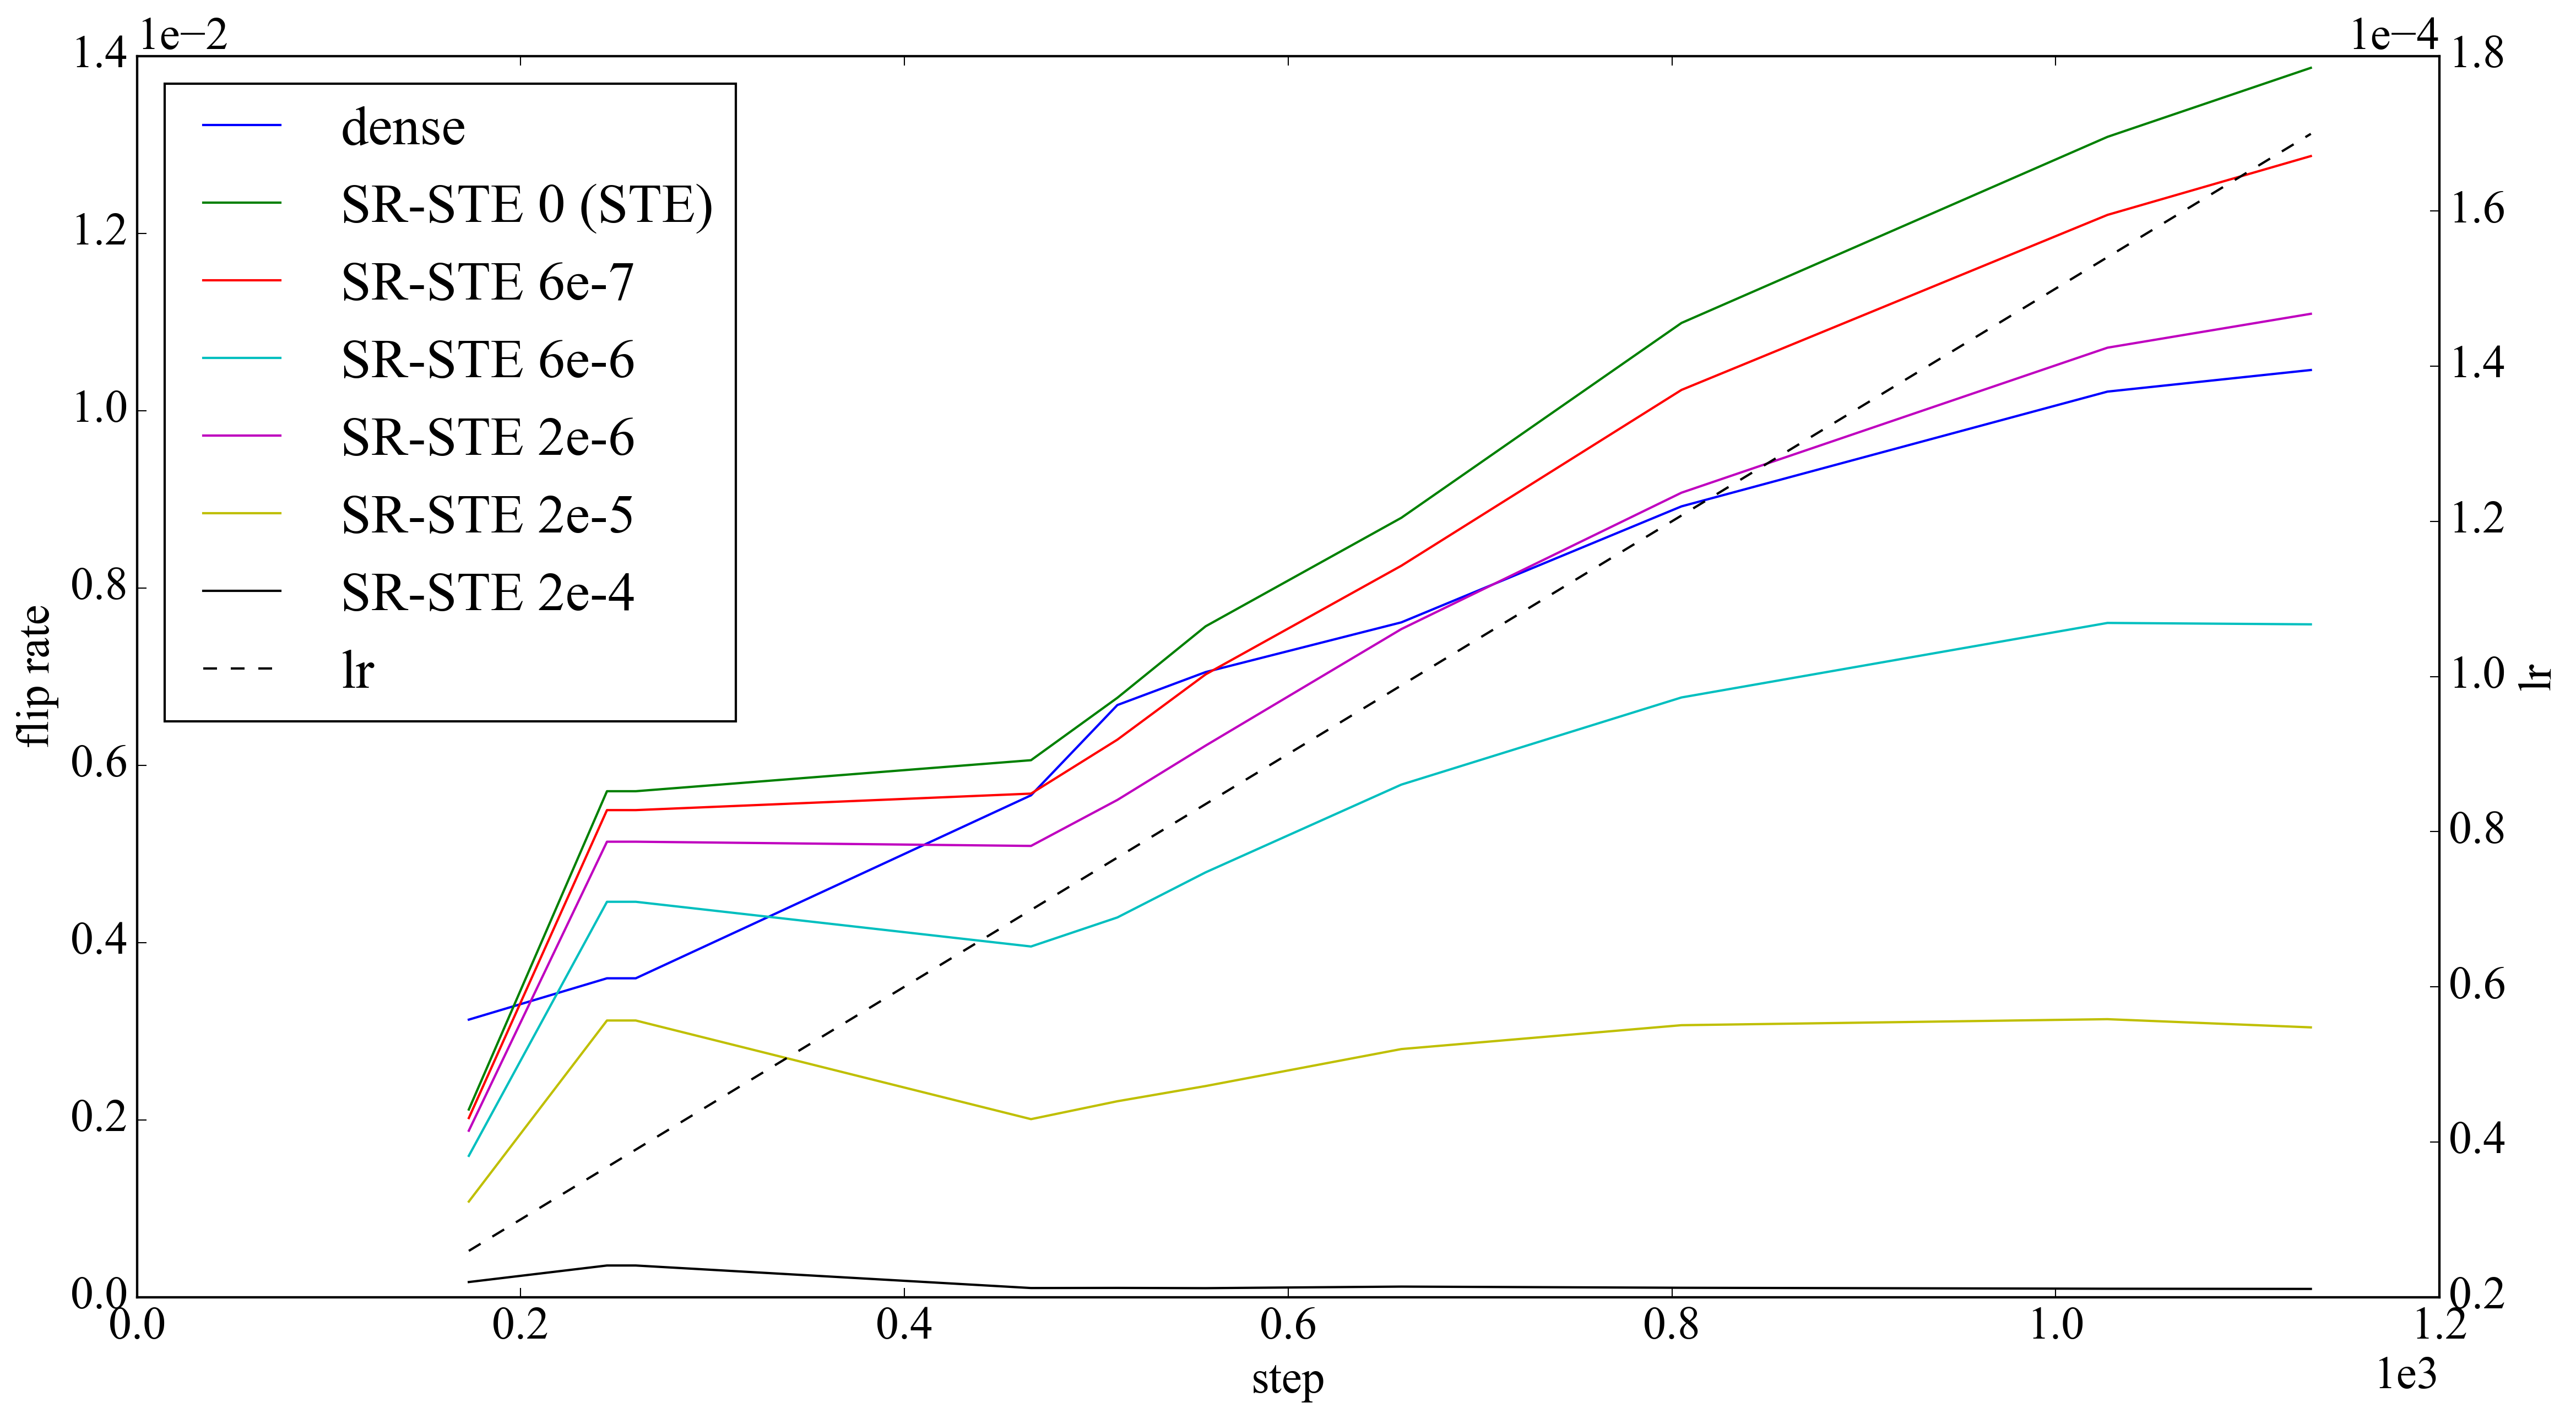 1e−2
1e−4
1.4
1.2
1.0
0.8
0.6
0.4
0.2
0.0
flip rate
dense
SR-STE 0 (STE)
SR-STE 6e-7
SR-STE 6e-6
SR-STE 2e-6
SR-STE 2e-5
SR-STE 2e-4
lr
1.8
1.6
1.4
1.2
1.0
0.8
0.6
0.4
0.2
lr
0.0 0.2 0.4 0.6 0.8 1.0 1.2
step
1e3